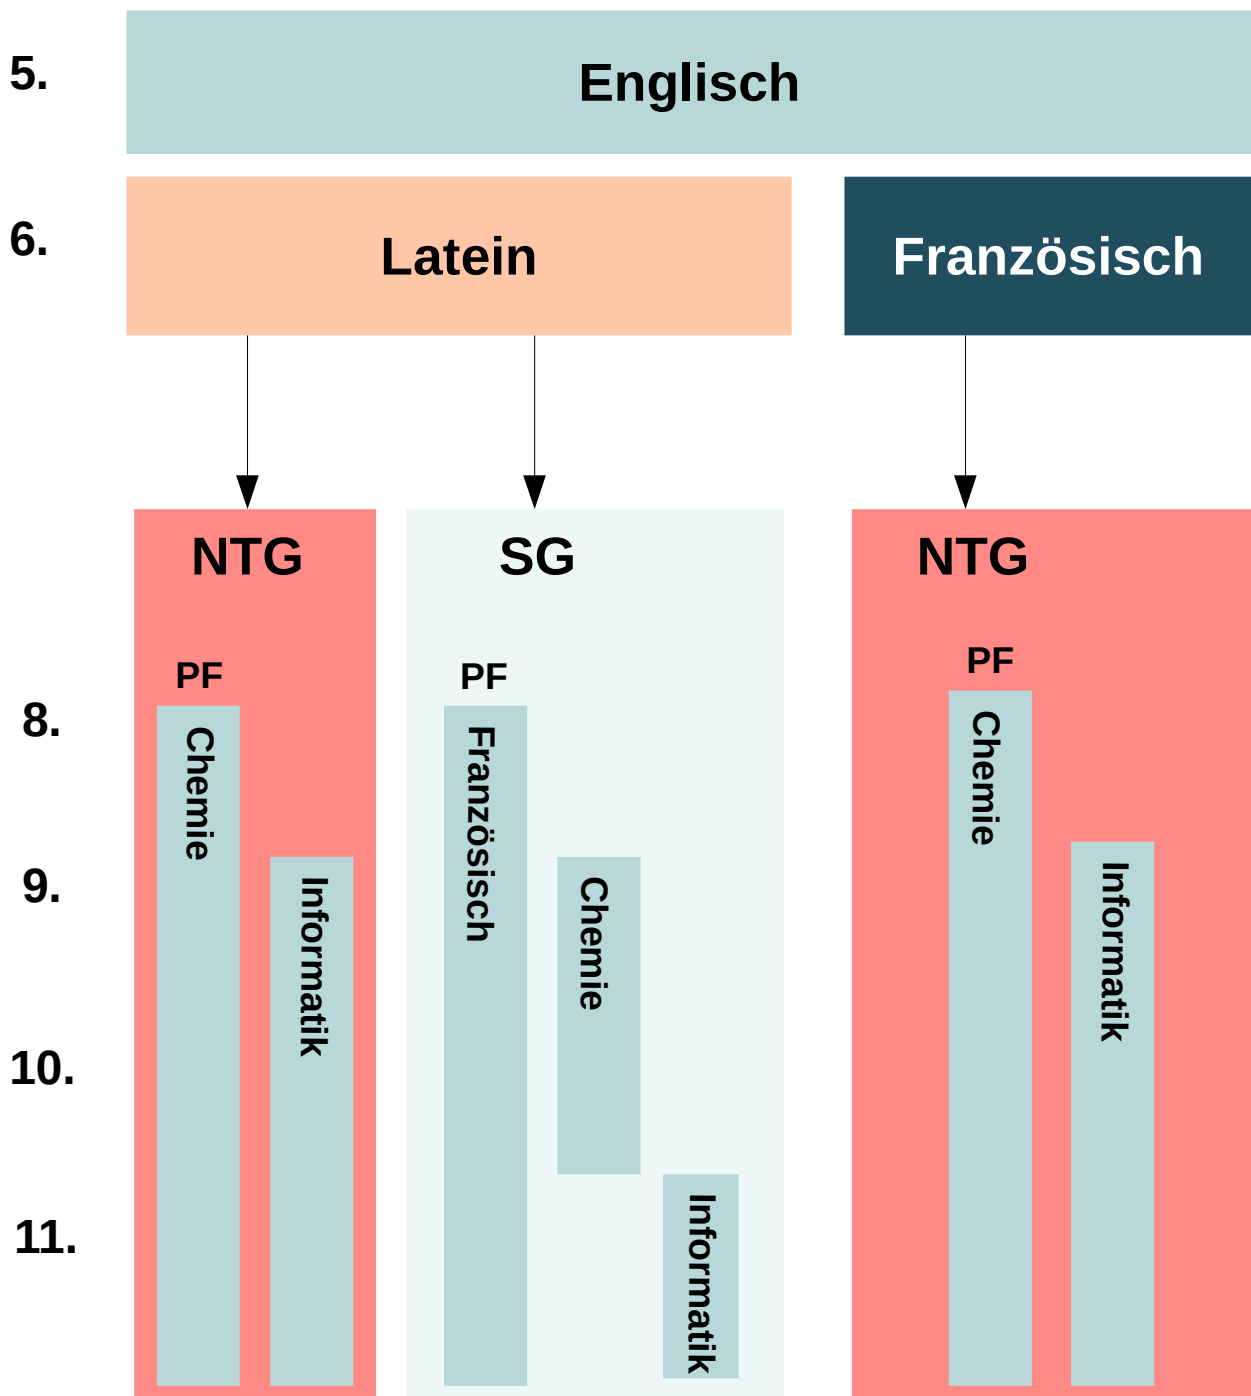 5.
Englisch
6.
Latein
Französisch
NTG
SG
NTG
PF
PF
PF
8.
Chemie
Französisch
Chemie
9.
Informatik
Chemie
Informatik
10.
11.
Informatik